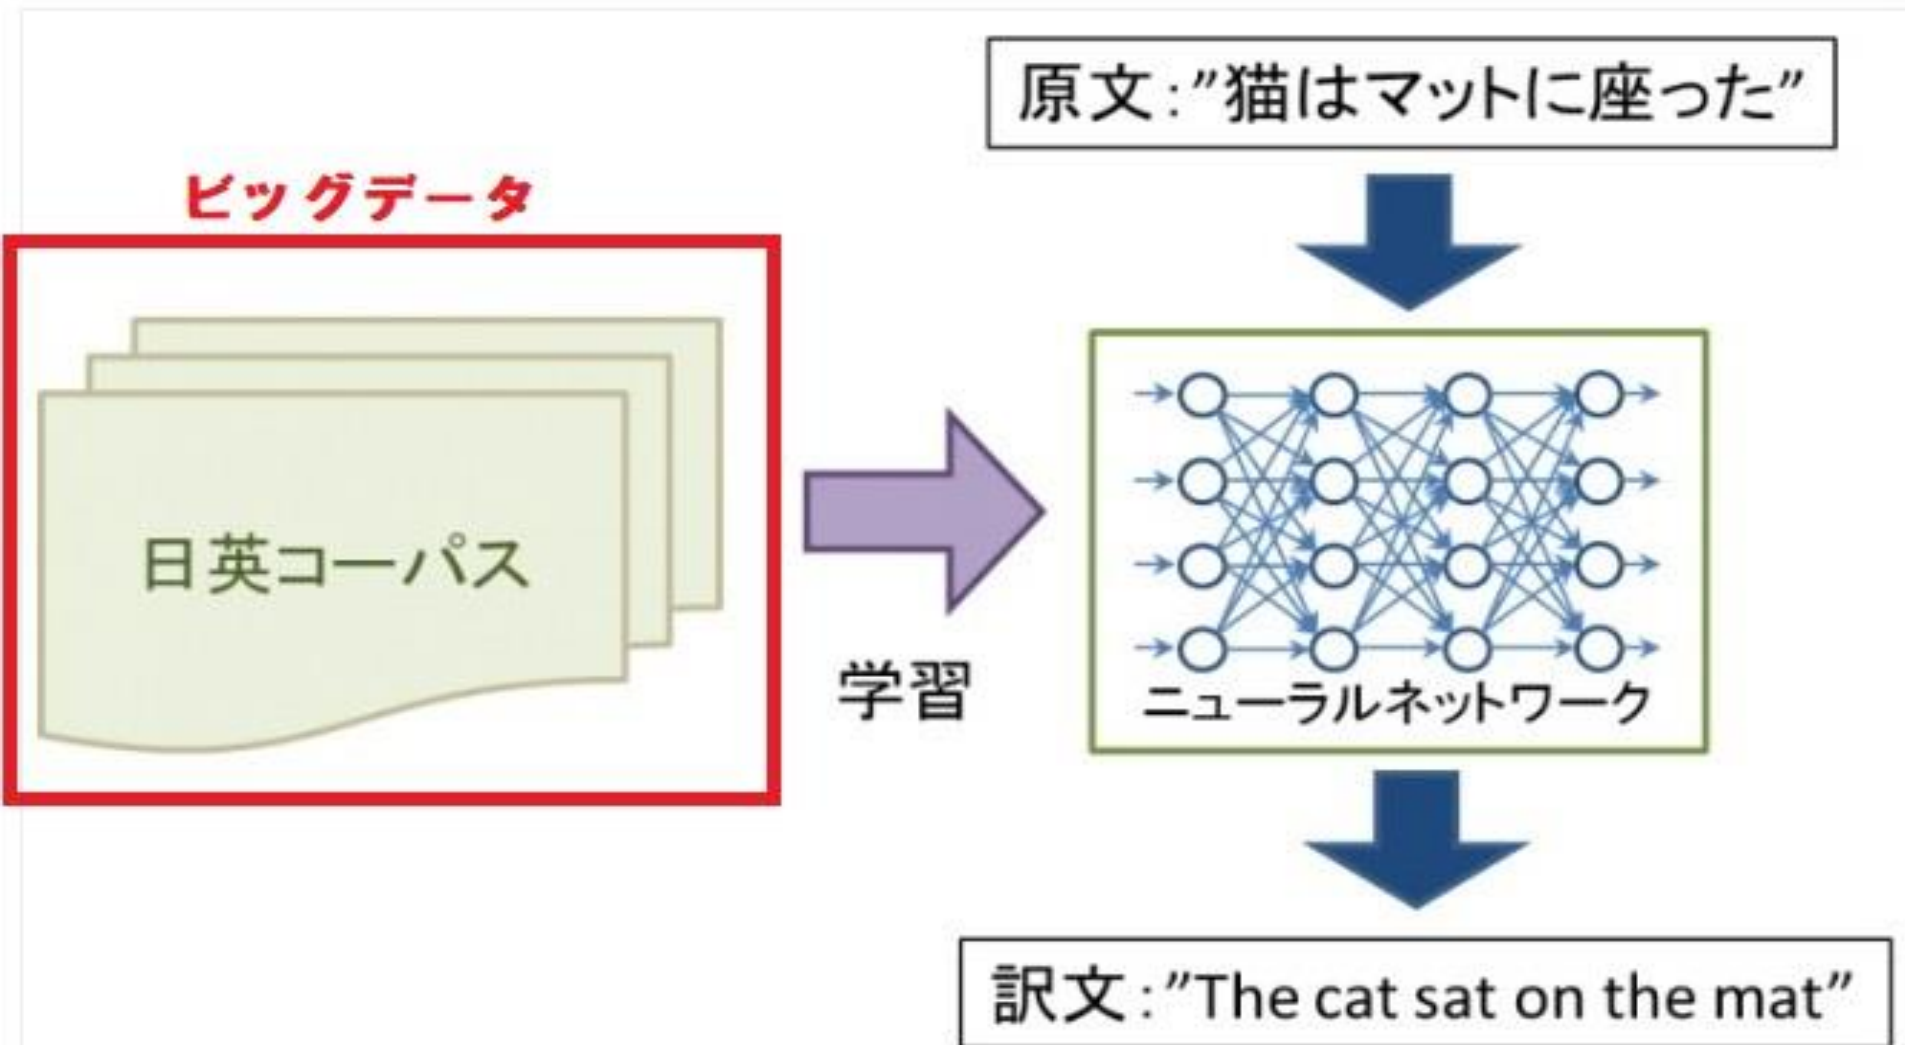 原文:”猫はマットに座った”
ビッグデータ
日英コーパス
学習
ニューラルネットワーク
訳文:”The cat sat on the mat”